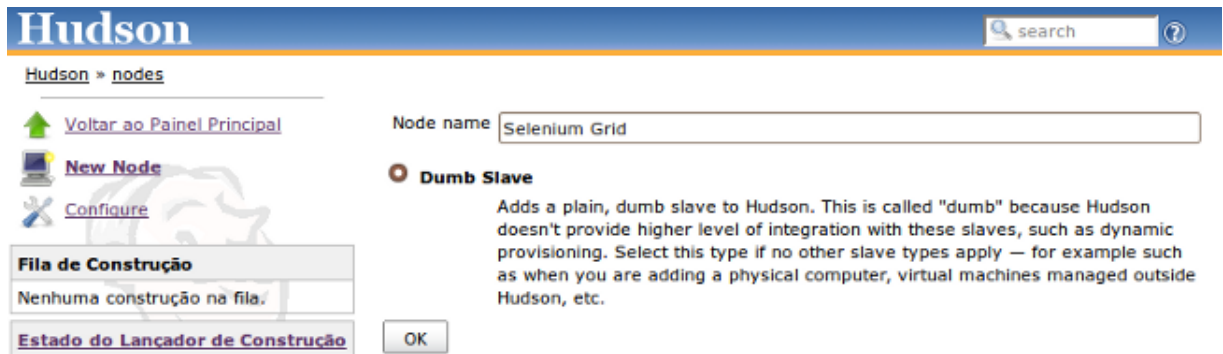 Hudson
search
Hudson » nodes
Voltar ao Painel Principal
New Node
Configure
Fila de Construção
Nenhuma construção na fila.
Estado do Lançador de Construção
Node name Selenium Grid
Dumb Slave
Adds a plain, dumb slave to Hudson. This is called "dumb" because Hudson
doesn't provide higher level of integration with these slaves, such as dynamic
provisioning. Select this type if no other slave types apply — for example such
as when you are adding a physical computer, virtual machines managed outside
Hudson, etc.
OK